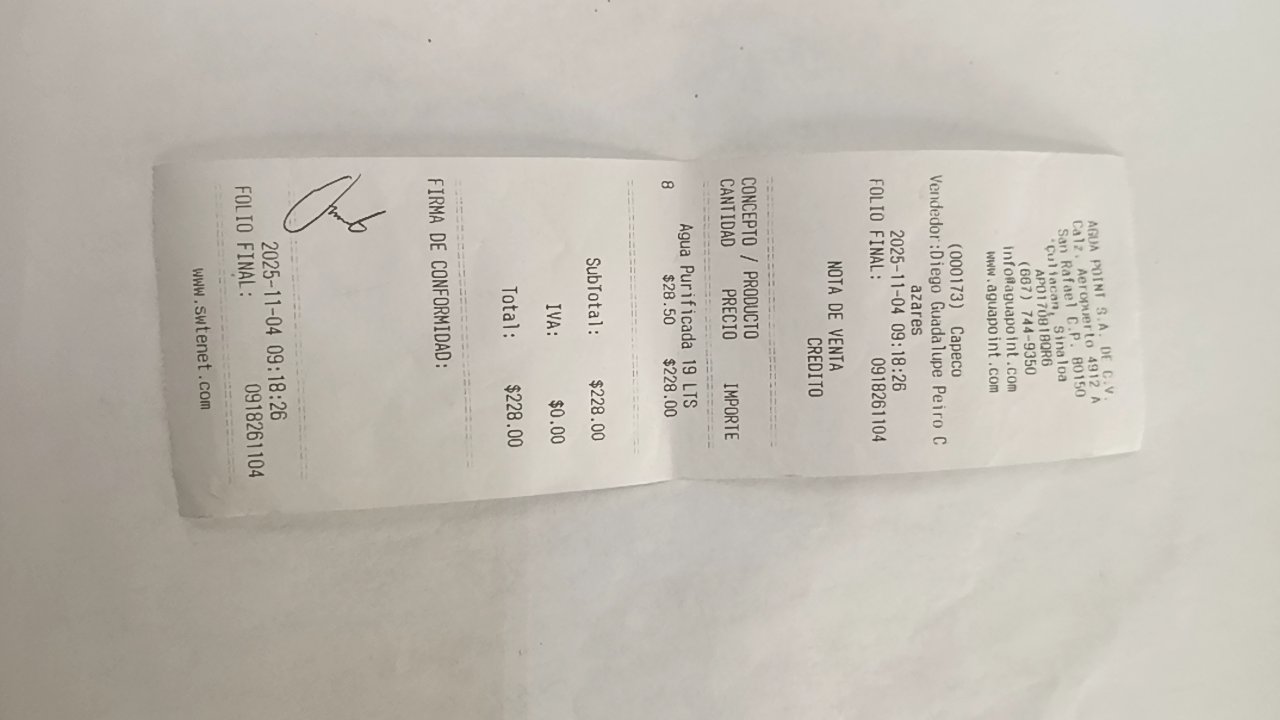 AGUA POINT S.A. DE C.V.
Calz. Aeropuerto 4912 A
San Rafael C.P. 80150
Culiacan, Sinaloa
APO170818QR6
(667) 744-9350
info@aguapoint.com
www.aguapoint.com
(000173) Capeco
Vendedor:Diego Guadalupe Peiro C
azares
2025-11-04 09:18:26
FOLIO FINAL: 0918261104
NOTA DE VENTA
CREDITO
CONCEPTO / PRODUCTO
CANTIDAD PRECIO IMPORTE
Agua Purificada 19 LTS
8 $28.50 $228.00
SubTotal: $228.00
IVA: $0.00
Total: $228.00
FIRMA DE CONFORMIDAD:
2025-11-04 09:18:26
FOLIO FINAL: 0918261104
www.swtenet.com